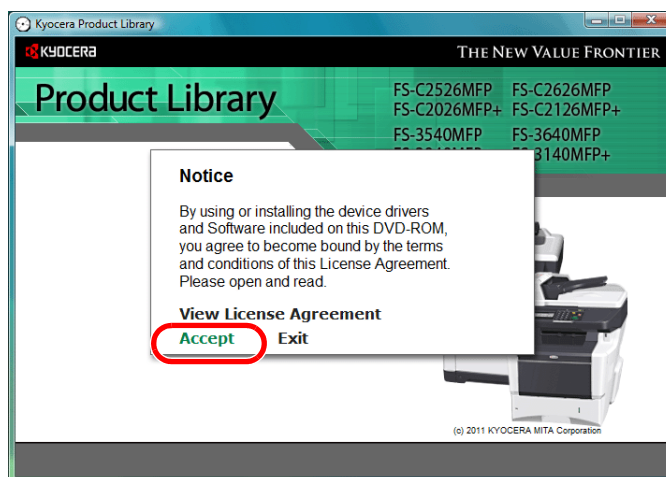 Kyocera Product Library
KYOCERA
THE NEW VALUE FRONTIER
Product Library
FS-C2526MFP FS-C2626MFP
FS-C2026MFP+ FS-C2126MFP+
FS-3540MFP FS-3640MFP
3140MFP+
Notice
By using or installing the device drivers
and Software included on this DVD-ROM,
you agree to become bound by the terms
and conditions of this License Agreement.
Please open and read.
View License Agreement
Accept Exit
(c) 2011 KYOCERA MITA Corporation